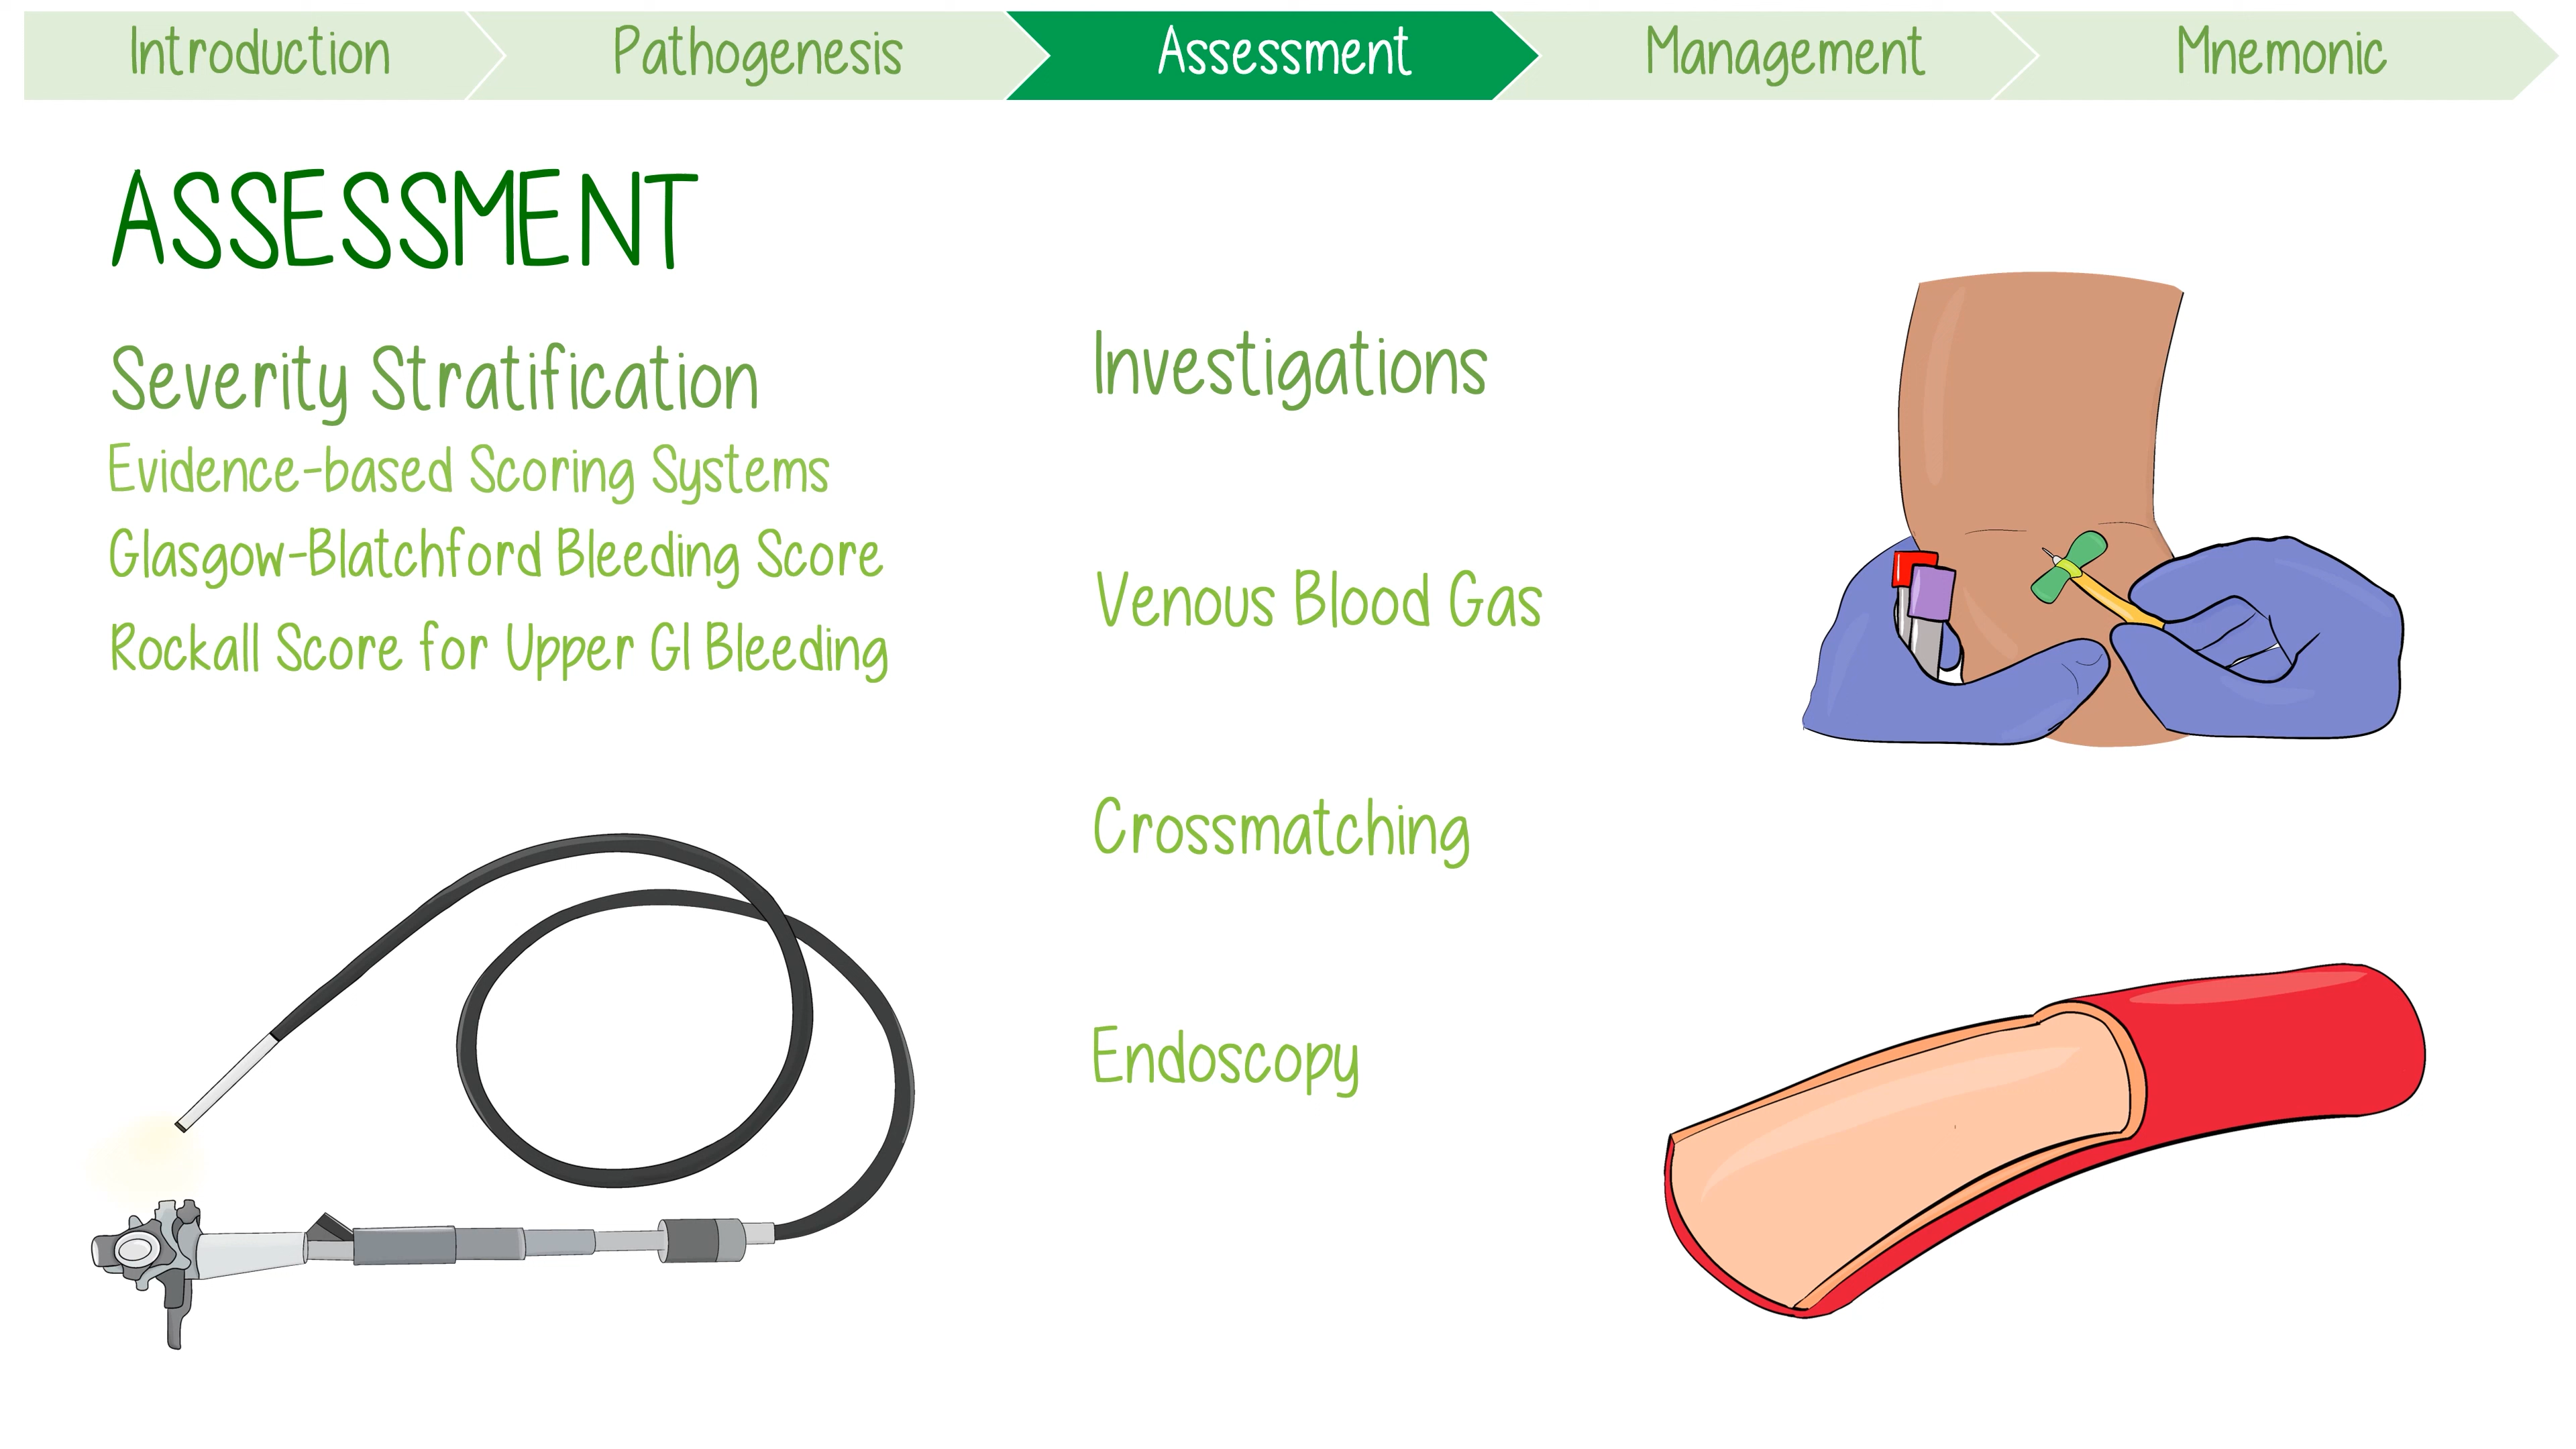 Introduction
Pathogenesis
Assessment
Management
Mnemonic
ASSESSMENT
Severity Stratification
Evidence-based Scoring Systems
Glasgow-Blatchford Bleeding Score
Rockall Score for Upper GI Bleeding
Investigations
Venous Blood Gas
Crossmatching
Endoscopy